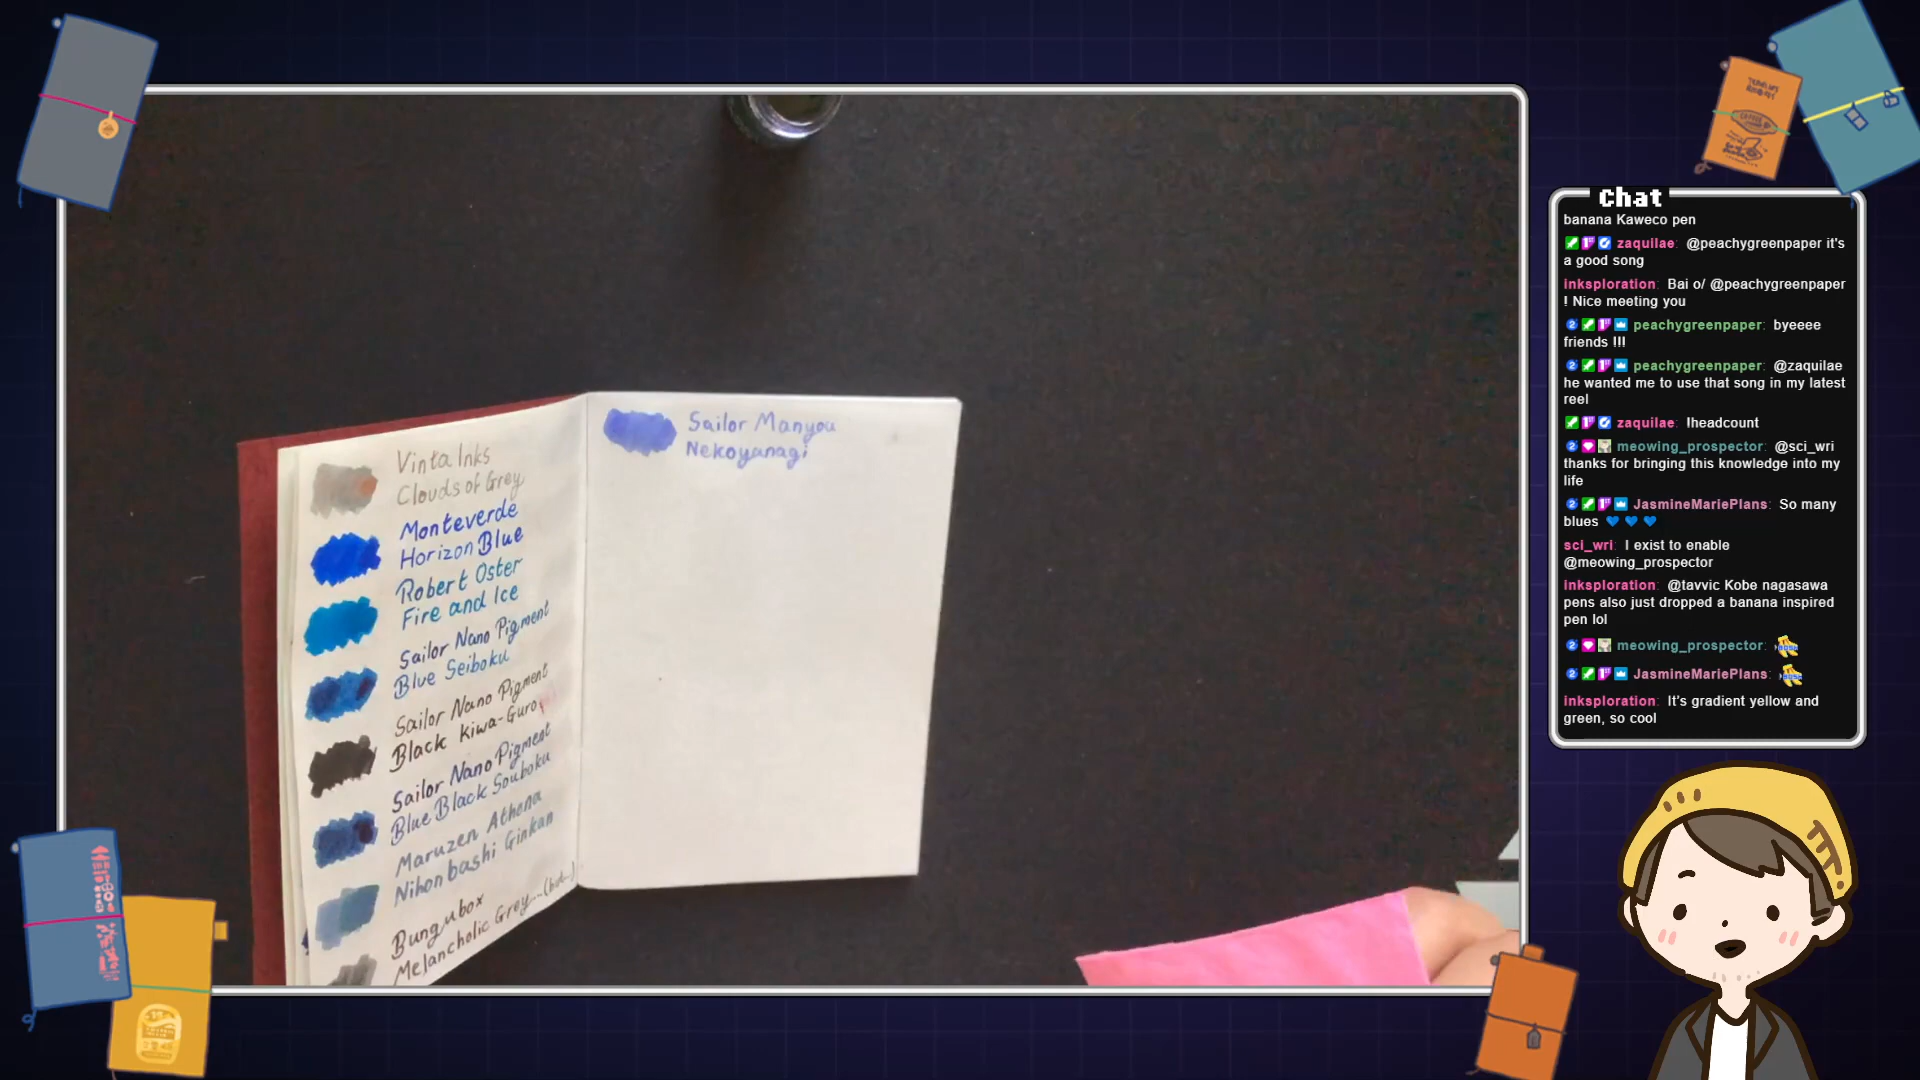 Vinta Inks
Clouds of Grey
Monteverde
Horizon Blue
Robert Oster
Fire and Ice
Sailor Nano Pigment
Blue Seiboku
Sailor Nano Pigment
Black Kiwa-Guro
Sailor Nano Pigment
Blue Black Souboku
Maruzen Athena
Nihonbashi Ginkan
Bungubox
Melancholic Grey...
Sailor Manyou
Nekoyanagi
chat
banana Kaweco pen
zaquilae: @peachygreenpaper it's
a good song
inksploration: Bai o/ @peachygreenpaper
! Nice meeting you
peachygreenpaper: byeeee
friends !!!
peachygreenpaper: @zaquilae
he wanted me to use that song in my latest
reel
zaquilae: !headcount
meowing_prospector: @sci_wri
thanks for bringing this knowledge into my
life
JasmineMariePlans: So many
blues 💙 💙 💙
sci_wri: I exist to enable
@meowing_prospector
inksploration: @tavvic Kobe nagasawa
pens also just dropped a banana inspired
pen lol
meowing_prospector:
JasmineMariePlans:
inksploration: It's gradient yellow and
green, so cool